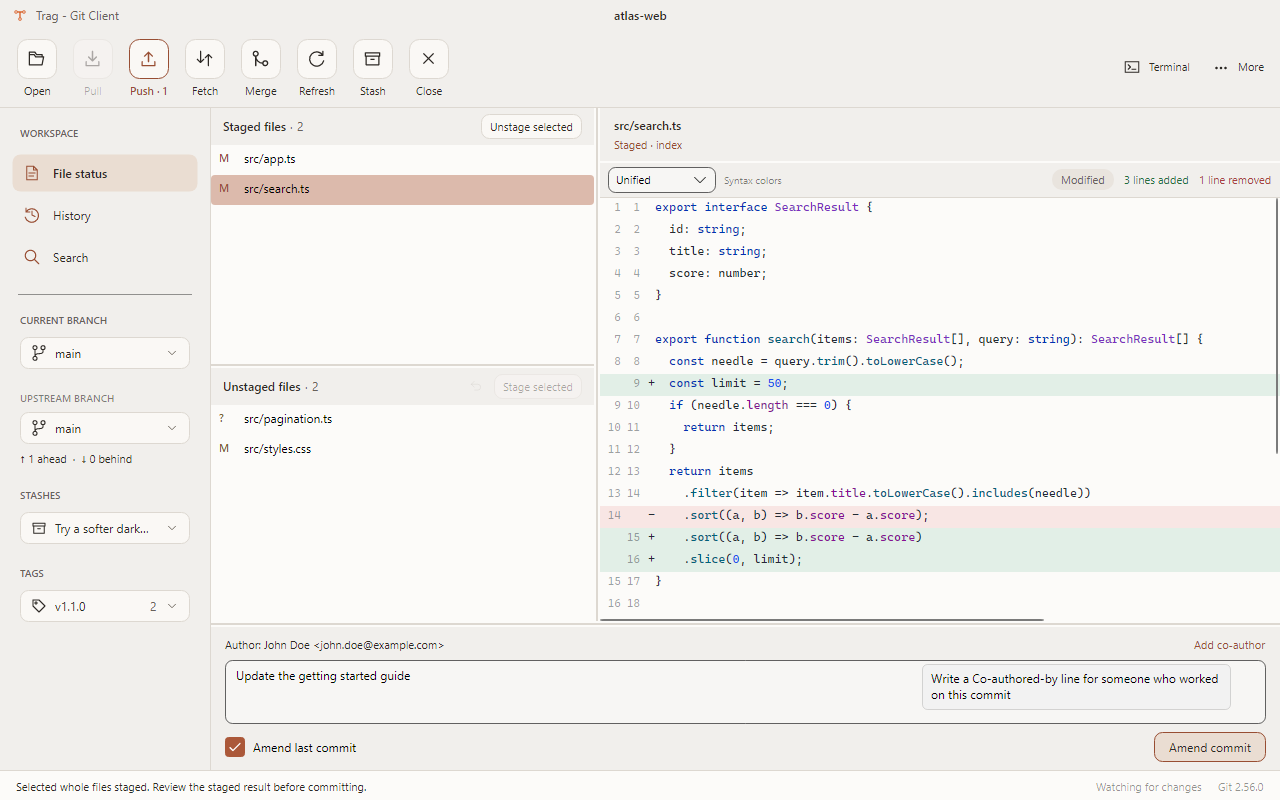 Trag - Git Client
atlas-web
Open
Pull
Push · 1
Fetch
Merge
Refresh
Stash
Close
Terminal
More
WORKSPACE
File status
History
Search
CURRENT BRANCH
main
UPSTREAM BRANCH
main
↑ 1 ahead · ↓ 0 behind
STASHES
Try a softer dark...
TAGS
v1.1.0 2
Staged files · 2
Unstage selected
M src/app.ts
M src/search.ts
Unstaged files · 2
Stage selected
? src/pagination.ts
M src/styles.css
src/search.ts
Staged · index
Unified
Syntax colors
Modified
3 lines added
1 line removed
1 1 export interface SearchResult {
2 2 id: string;
3 3 title: string;
4 4 score: number;
5 5 }
6 6
7 7 export function search(items: SearchResult[], query: string): SearchResult[] {
8 8 const needle = query.trim().toLowerCase();
9 + const limit = 50;
9 10 if (needle.length === 0) {
10 11 return items;
11 12 }
12 13 return items
13 14 .filter(item => item.title.toLowerCase().includes(needle))
14 - .sort((a, b) => b.score - a.score);
15 + .sort((a, b) => b.score - a.score)
16 + .slice(0, limit);
15 17 }
16 18
Author: John Doe <john.doe@example.com>
Add co-author
Update the getting started guide
Write a Co-authored-by line for someone who worked
on this commit
Amend last commit
Amend commit
Selected whole files staged. Review the staged result before committing.
Watching for changes
Git 2.56.0